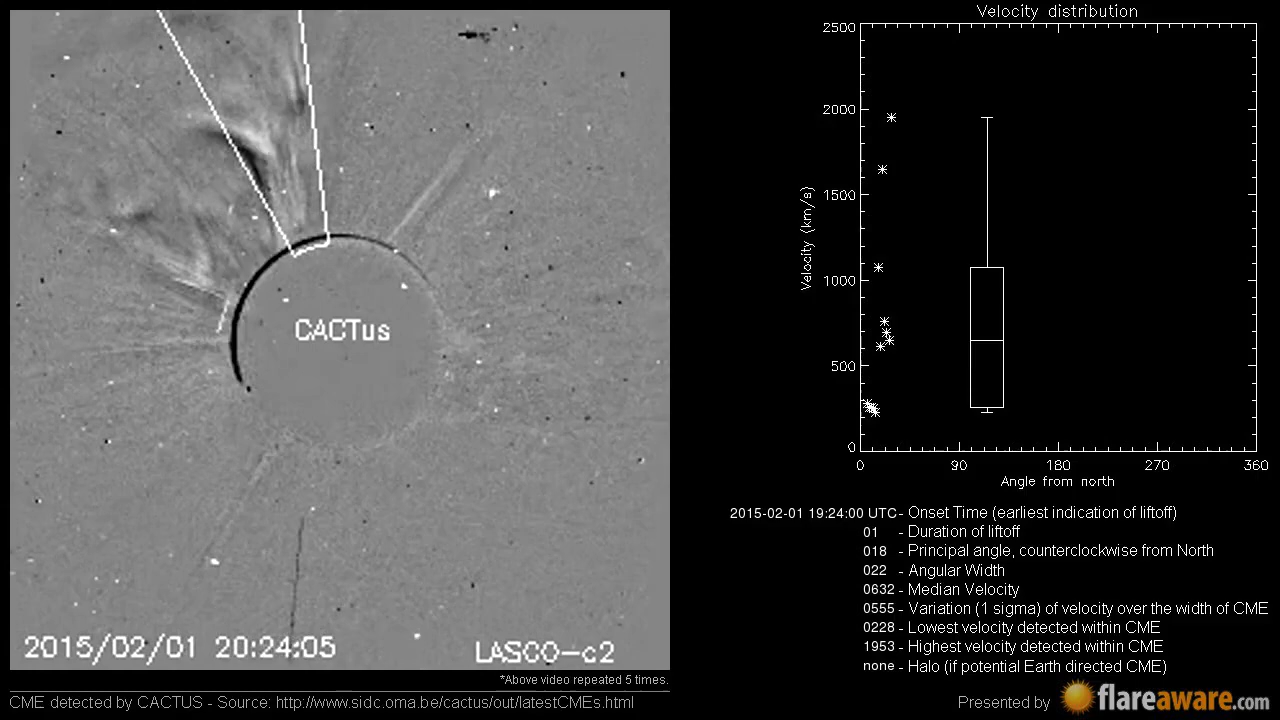 Velocity distribution
2500
2000
1500
1000
500
0
Velocity (km/s)
0 90 180 270 360
Angle from north
CACTus
2015/02/01 20:24:05 LASCO-c2
*Above video repeated 5 times.
CME detected by CACTUS - Source: http://www.sidc.oma.be/cactus/out/latestCMEs.html
2015-02-01 19:24:00 UTC - Onset Time (earliest indication of liftoff)
01 - Duration of liftoff
018 - Principal angle, counterclockwise from North
022 - Angular Width
0632 - Median Velocity
0555 - Variation (1 sigma) of velocity over the width of CME
0228 - Lowest velocity detected within CME
1953 - Highest velocity detected within CME
none - Halo (if potential Earth directed CME)
Presented by flareaware.com